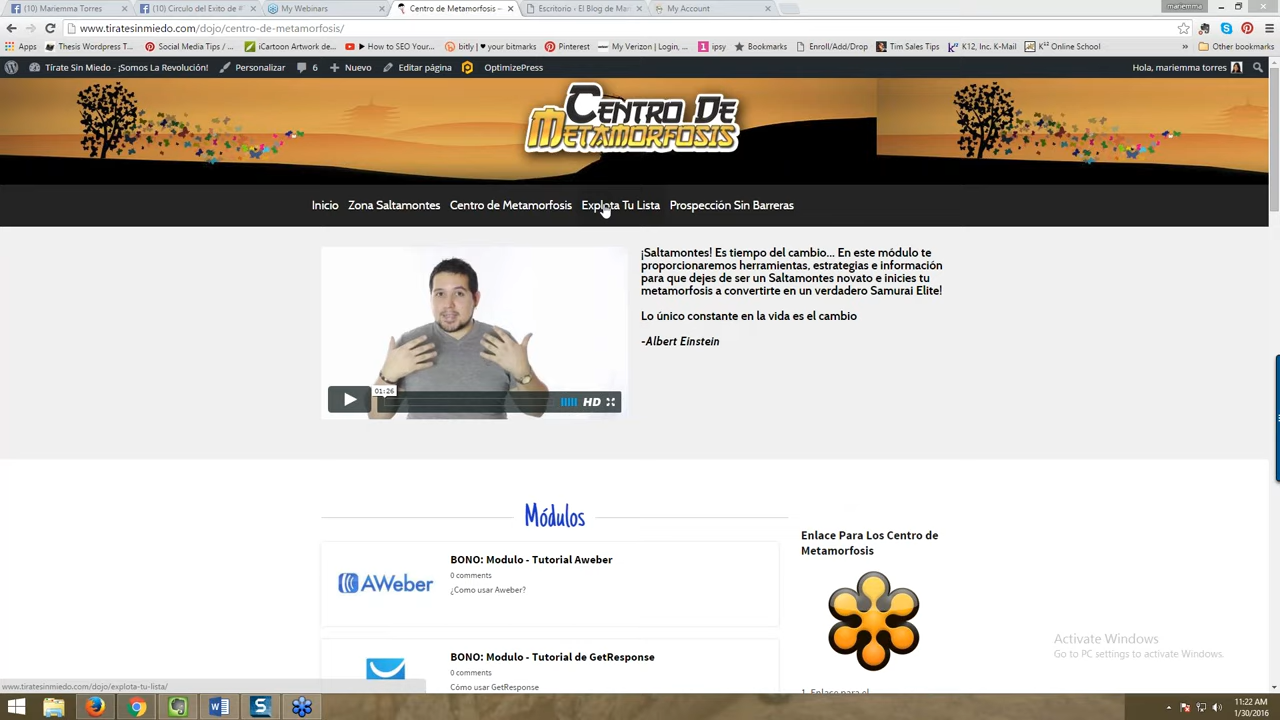 (10) Mariemma Torres
(10) Circulo del Exito de
My Webinars
Centro de Metamorfosis –
Escritorio ‹ El Blog de Mar
My Account
mariemma
www.tiratesinmiedo.com/dojo/centro-de-metamorfosis/
Apps
Thesis Wordpress T...
Social Media Tips / ...
iCartoon Artwork de...
How to SEO Your...
bitly | ♥ your bitmarks
Pinterest
My Verizon | Login, ...
ipsy
Bookmarks
Enroll/Add/Drop
Tim Sales Tips
K12, Inc. K-Mail
K¹² Online School
»
Other bookmarks
Tírate Sin Miedo - ¡Somos La Revolución!
Personalizar
6
Nuevo
Editar página
OptimizePress
Hola, mariemma torres
CENTRO DE
METAMORFOSIS
Inicio
Zona Saltamontes
Centro de Metamorfosis
Explota Tu Lista
Prospección Sin Barreras
¡Saltamontes! Es tiempo del cambio... En este módulo te
proporcionaremos herramientas, estrategias e información
para que dejes de ser un Saltamontes novato e inicies tu
metamorfosis a convertirte en un verdadero Samurai Elite!
Lo único constante en la vida es el cambio
-Albert Einstein
01:26
HD
Módulos
BONO: Modulo - Tutorial Aweber
0 comments
¿Como usar Aweber?
AWeber
BONO: Modulo - Tutorial de GetResponse
0 comments
Cómo usar GetResponse
Enlace Para Los Centro de
Metamorfosis
1. Enlace para el
Activate Windows
Go to PC settings to activate Windows.
www.tiratesinmiedo.com/dojo/explota-tu-lista/
11:22 AM
1/30/2016